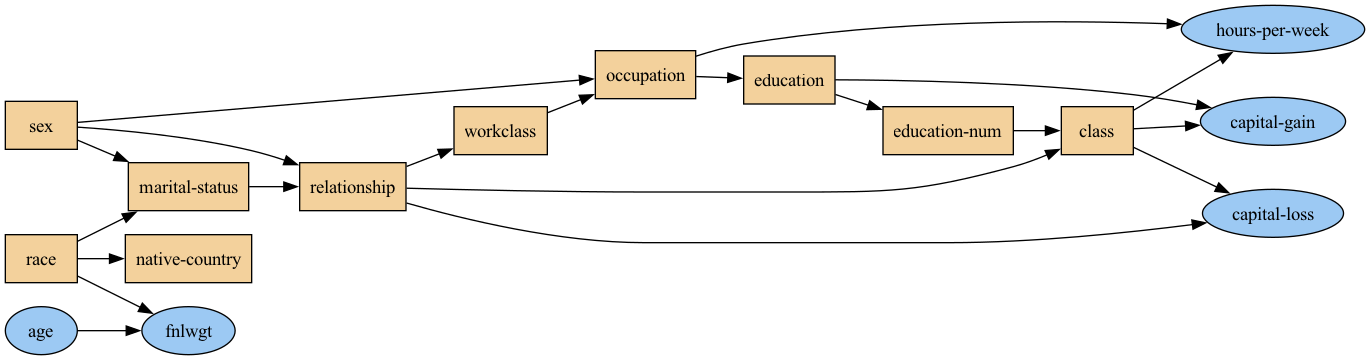 hours-per-week
occupation
education
sex
workclass
education-num
class
capital-gain
marital-status
relationship
capital-loss
race
native-country
age
fnlwgt